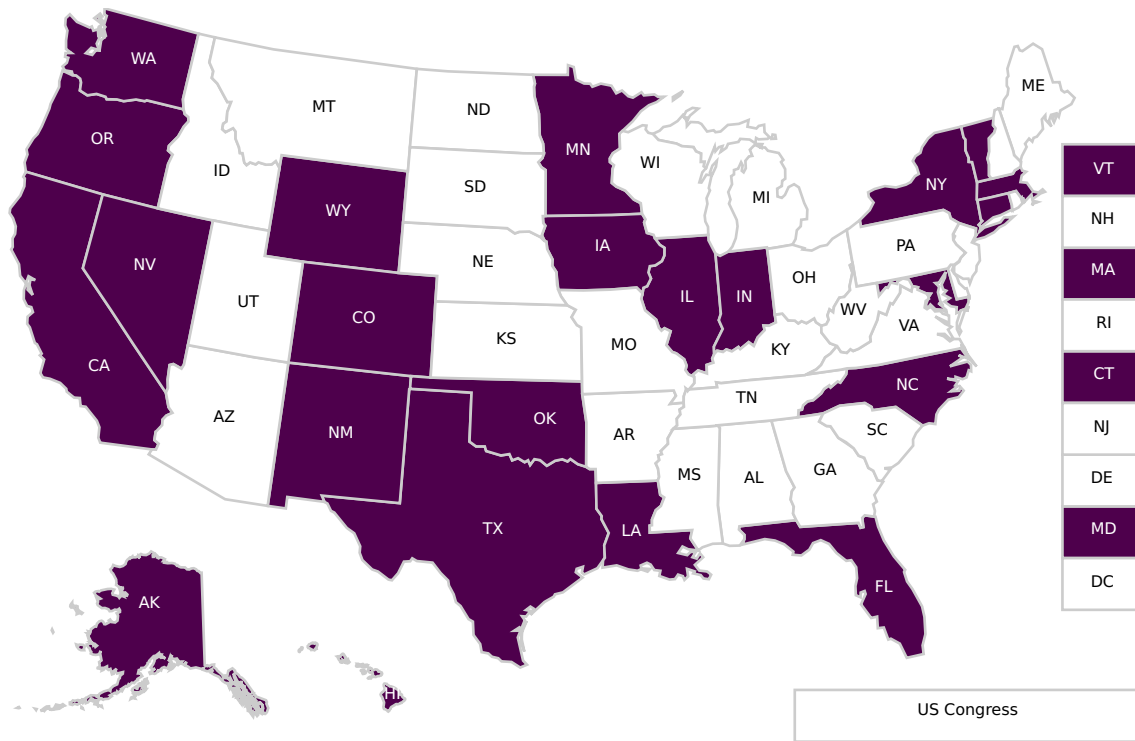 WA
MT
ND
ME
OR
MN
WI
ID
SD
WY
MI
NY
VT
NH
MA
RI
CT
NJ
DE
MD
DC
IA
PA
NV
NE
OH
UT
CO
IL
IN
WV
VA
KS
MO
KY
CA
NC
TN
AZ
NM
OK
AR
SC
MS
AL
GA
TX
LA
FL
AK
HI
US Congress